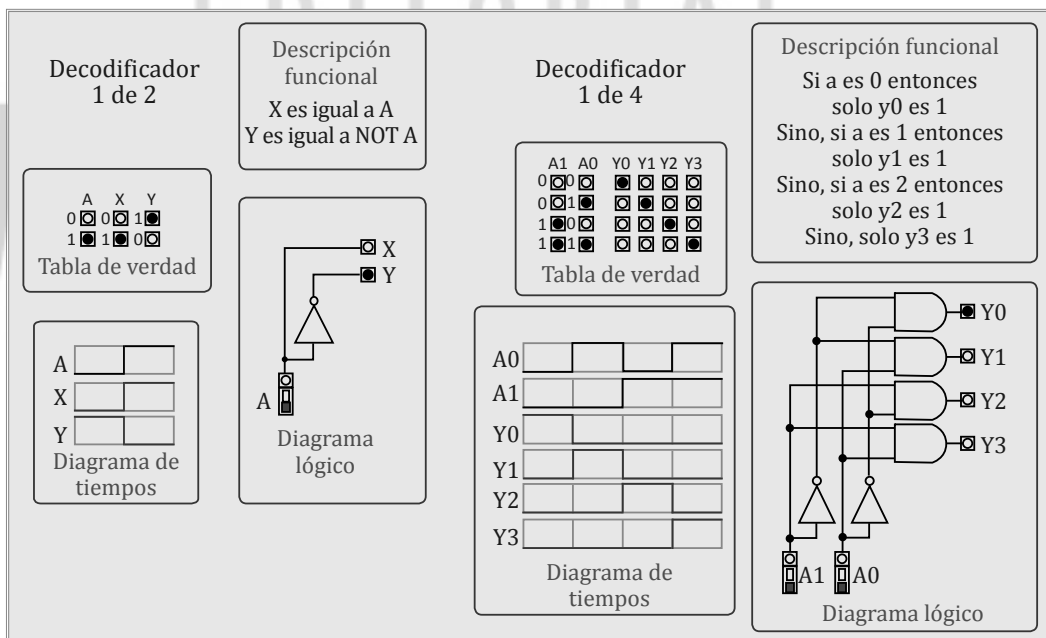 Decodificador
1 de 2
Descripción
funcional
X es igual a A
Y es igual a NOT A
A X Y
0 0 1
1 1 0
Tabla de verdad
X
Y
A
Diagrama
lógico
A
X
Y
Diagrama de
tiempos
Decodificador
1 de 4
A1 A0 Y0 Y1 Y2 Y3
0 0
0 1
1 0
1 1
Tabla de verdad
A0
A1
Y0
Y1
Y2
Y3
Diagrama de
tiempos
Descripción funcional
Si a es 0 entonces
solo y0 es 1
Sino, si a es 1 entonces
solo y1 es 1
Sino, si a es 2 entonces
solo y2 es 1
Sino, solo y3 es 1
Y0
Y1
Y2
Y3
A1 A0
Diagrama lógico